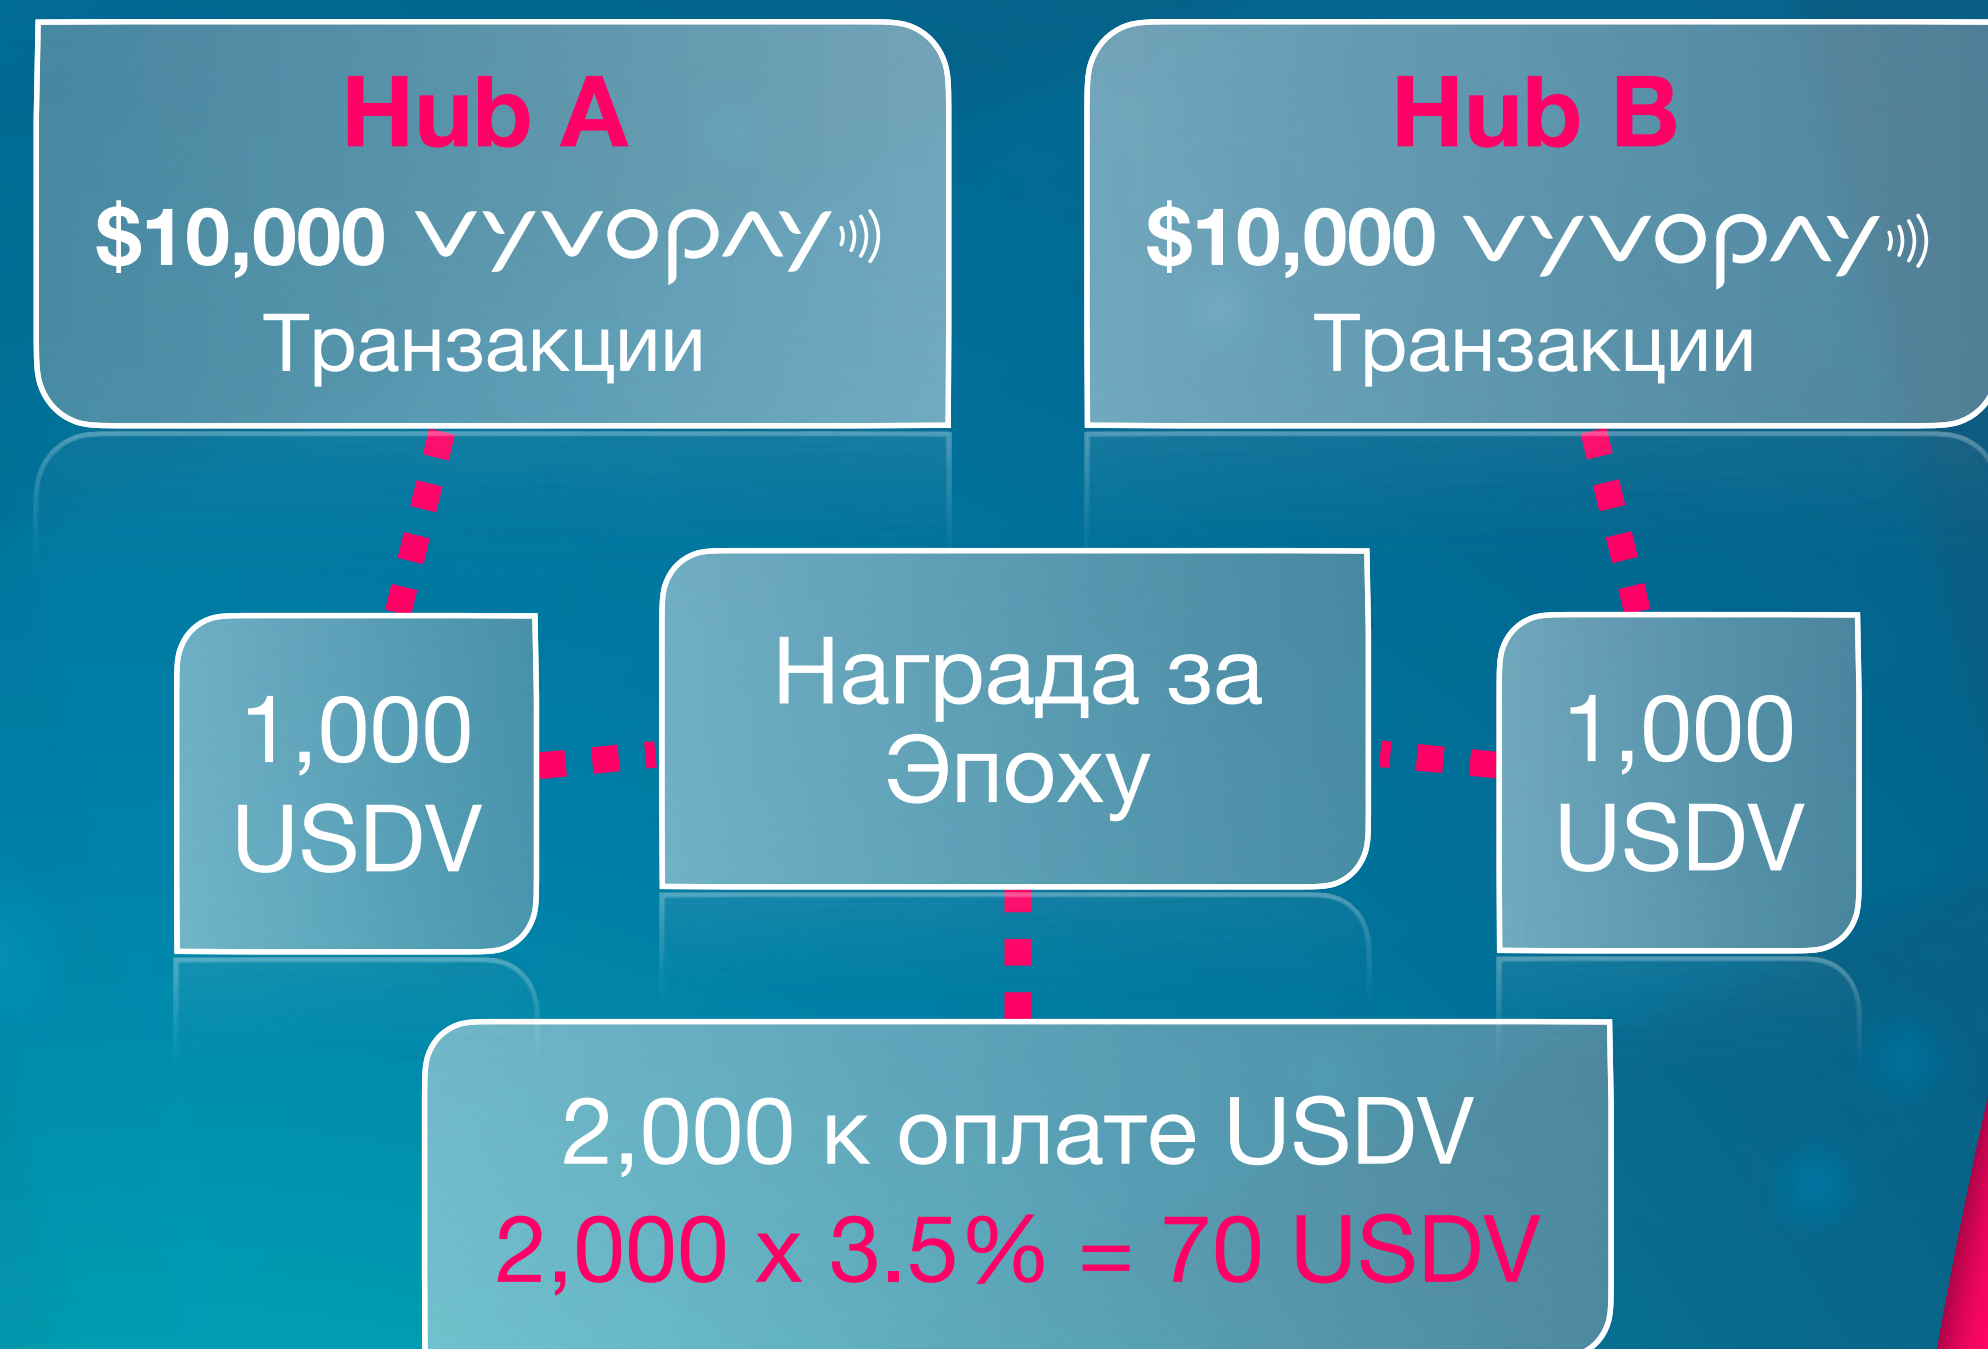 Hub A
$10,000 vyvopay
Транзакции
Hub B
$10,000 vyvopay
Транзакции
1,000
USDV
Награда за
Эпоху
1,000
USDV
2,000 к оплате USDV
2,000 x 3.5% = 70 USDV